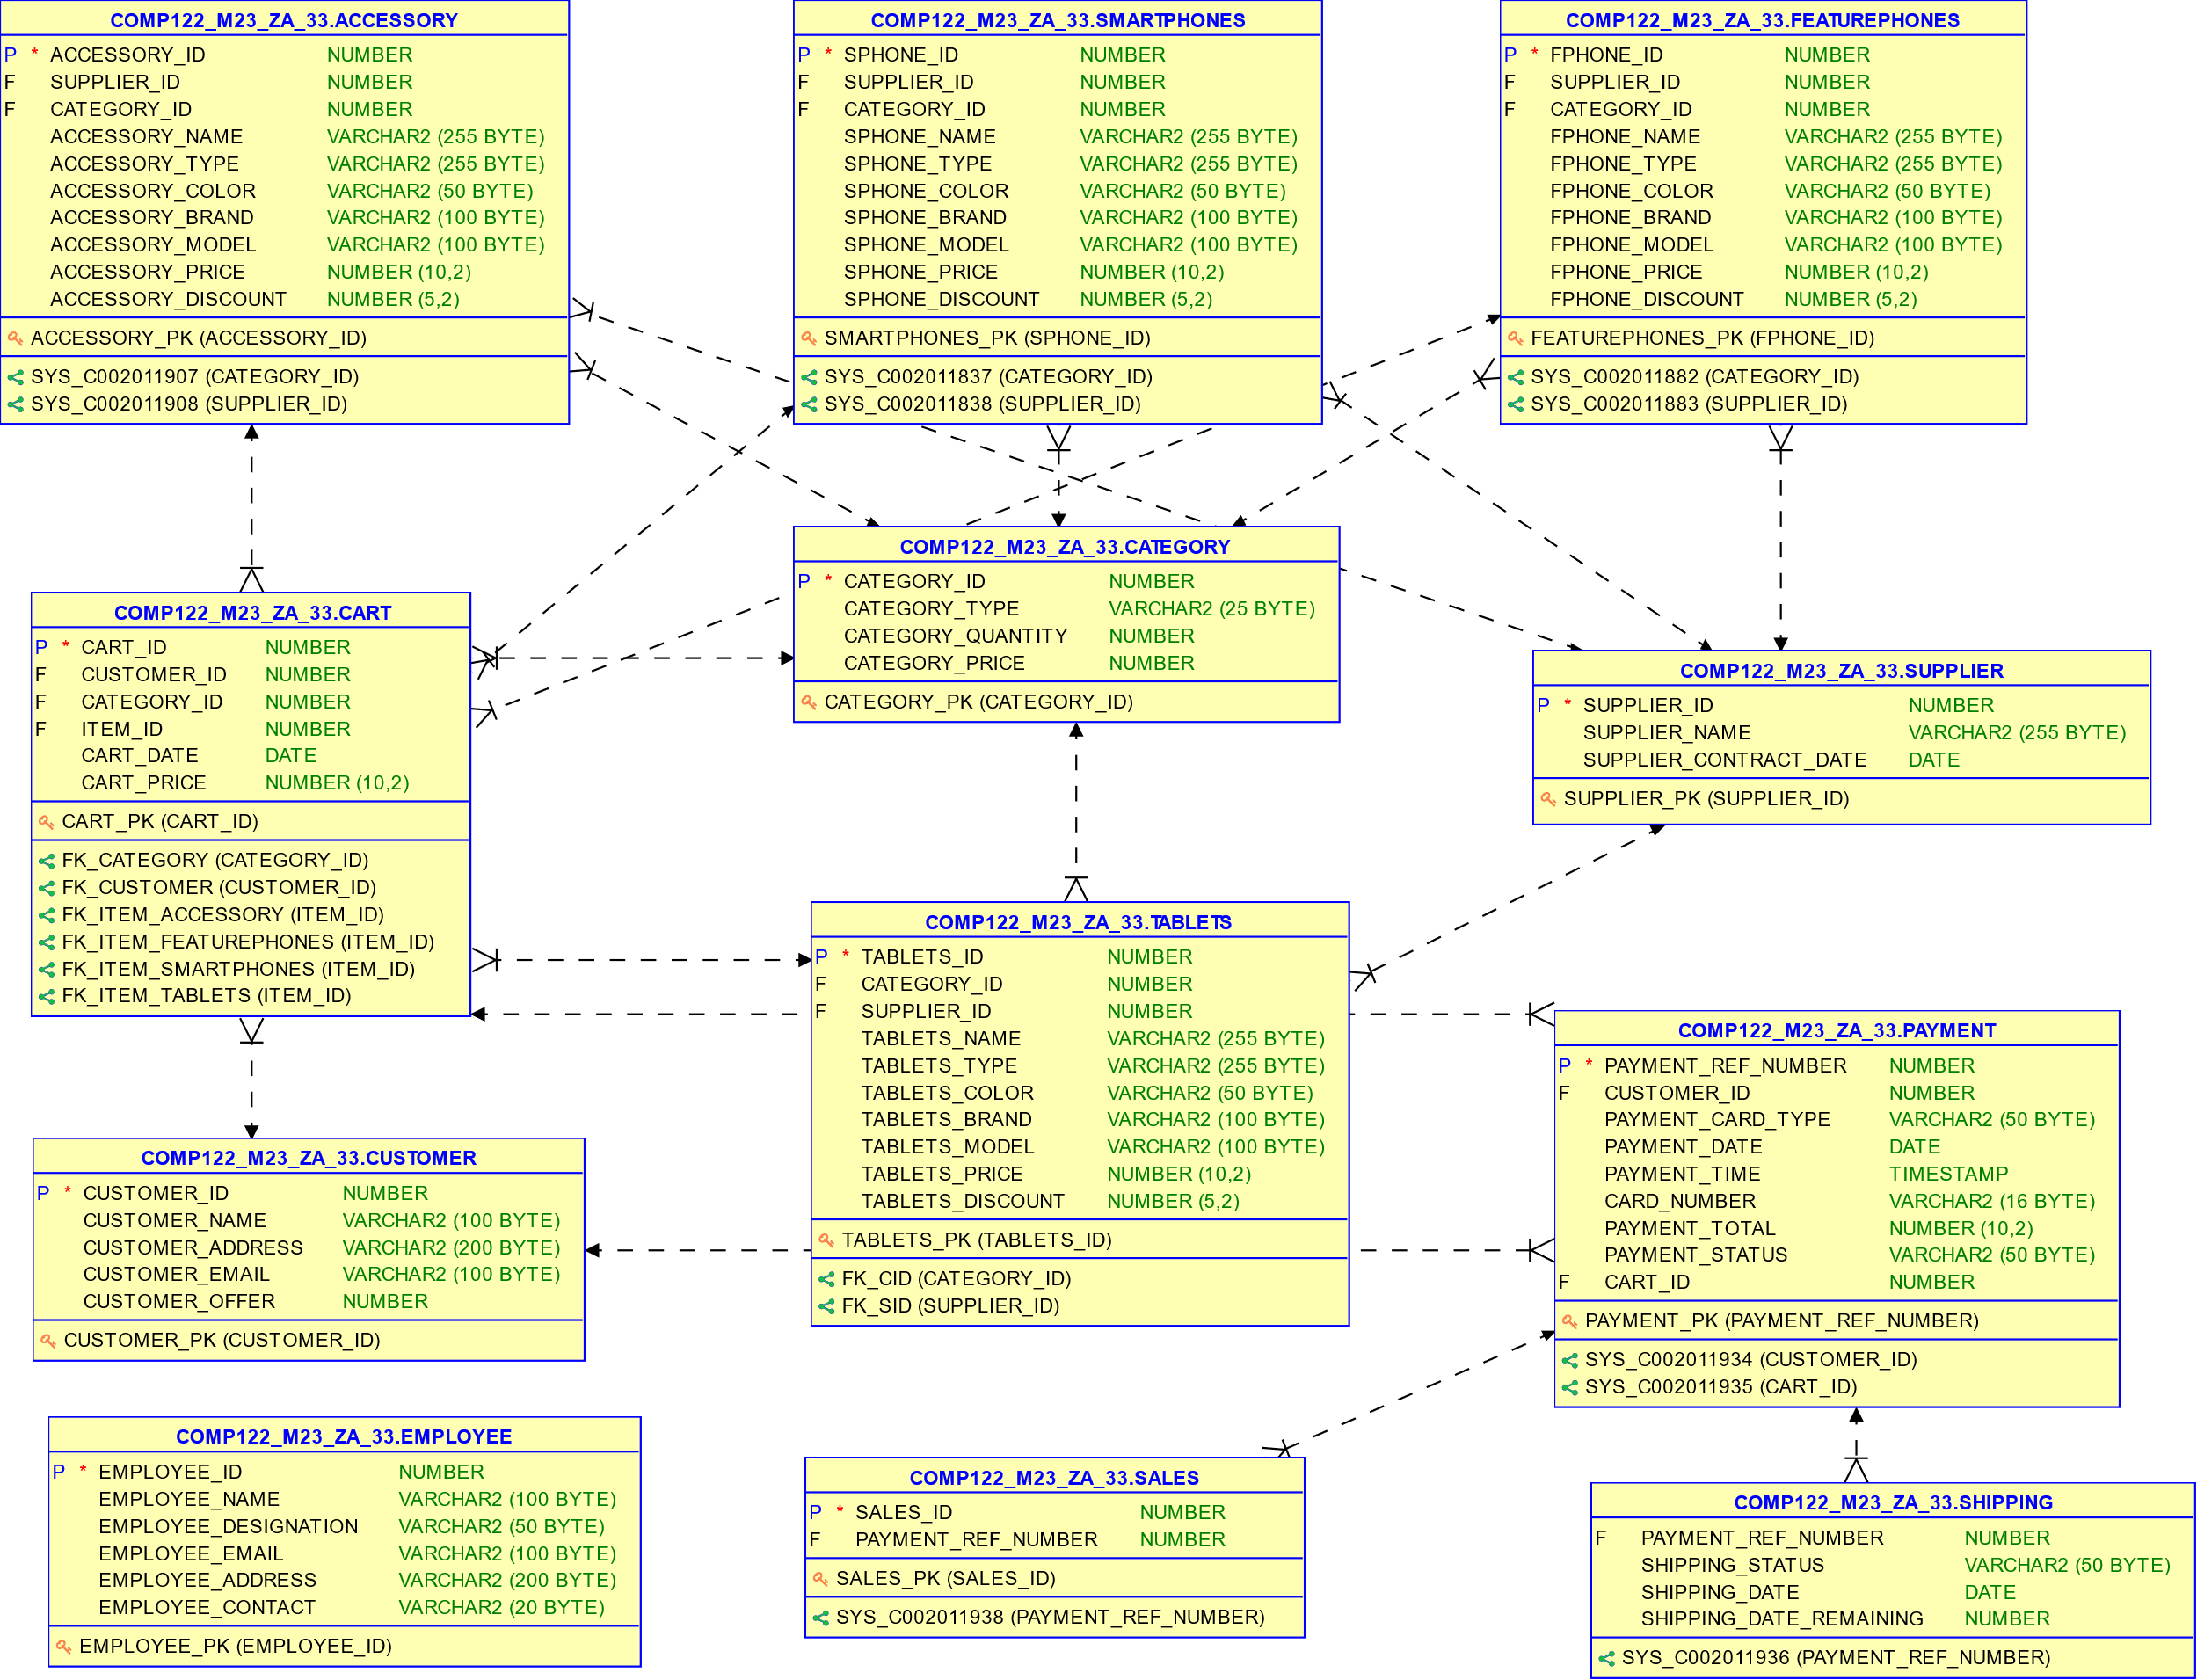 COMP122_M23_ZA_33.ACCESSORY
P * ACCESSORY_ID NUMBER
F SUPPLIER_ID NUMBER
F CATEGORY_ID NUMBER
ACCESSORY_NAME VARCHAR2 (255 BYTE)
ACCESSORY_TYPE VARCHAR2 (255 BYTE)
ACCESSORY_COLOR VARCHAR2 (50 BYTE)
ACCESSORY_BRAND VARCHAR2 (100 BYTE)
ACCESSORY_MODEL VARCHAR2 (100 BYTE)
ACCESSORY_PRICE NUMBER (10,2)
ACCESSORY_DISCOUNT NUMBER (5,2)
ACCESSORY_PK (ACCESSORY_ID)
SYS_C002011907 (CATEGORY_ID)
SYS_C002011908 (SUPPLIER_ID)
COMP122_M23_ZA_33.SMARTPHONES
P * SPHONE_ID NUMBER
F SUPPLIER_ID NUMBER
F CATEGORY_ID NUMBER
SPHONE_NAME VARCHAR2 (255 BYTE)
SPHONE_TYPE VARCHAR2 (255 BYTE)
SPHONE_COLOR VARCHAR2 (50 BYTE)
SPHONE_BRAND VARCHAR2 (100 BYTE)
SPHONE_MODEL VARCHAR2 (100 BYTE)
SPHONE_PRICE NUMBER (10,2)
SPHONE_DISCOUNT NUMBER (5,2)
SMARTPHONES_PK (SPHONE_ID)
SYS_C002011837 (CATEGORY_ID)
SYS_C002011838 (SUPPLIER_ID)
COMP122_M23_ZA_33.FEATUREPHONES
P * FPHONE_ID NUMBER
F SUPPLIER_ID NUMBER
F CATEGORY_ID NUMBER
FPHONE_NAME VARCHAR2 (255 BYTE)
FPHONE_TYPE VARCHAR2 (255 BYTE)
FPHONE_COLOR VARCHAR2 (50 BYTE)
FPHONE_BRAND VARCHAR2 (100 BYTE)
FPHONE_MODEL VARCHAR2 (100 BYTE)
FPHONE_PRICE NUMBER (10,2)
FPHONE_DISCOUNT NUMBER (5,2)
FEATUREPHONES_PK (FPHONE_ID)
SYS_C002011882 (CATEGORY_ID)
SYS_C002011883 (SUPPLIER_ID)
COMP122_M23_ZA_33.CART
P * CART_ID NUMBER
F CUSTOMER_ID NUMBER
F CATEGORY_ID NUMBER
F ITEM_ID NUMBER
CART_DATE DATE
CART_PRICE NUMBER (10,2)
CART_PK (CART_ID)
FK_CATEGORY (CATEGORY_ID)
FK_CUSTOMER (CUSTOMER_ID)
FK_ITEM_ACCESSORY (ITEM_ID)
FK_ITEM_FEATUREPHONES (ITEM_ID)
FK_ITEM_SMARTPHONES (ITEM_ID)
FK_ITEM_TABLETS (ITEM_ID)
COMP122_M23_ZA_33.CATEGORY
P * CATEGORY_ID NUMBER
CATEGORY_TYPE VARCHAR2 (25 BYTE)
CATEGORY_QUANTITY NUMBER
CATEGORY_PRICE NUMBER
CATEGORY_PK (CATEGORY_ID)
COMP122_M23_ZA_33.SUPPLIER
P * SUPPLIER_ID NUMBER
SUPPLIER_NAME VARCHAR2 (255 BYTE)
SUPPLIER_CONTRACT_DATE DATE
SUPPLIER_PK (SUPPLIER_ID)
COMP122_M23_ZA_33.TABLETS
P * TABLETS_ID NUMBER
F CATEGORY_ID NUMBER
F SUPPLIER_ID NUMBER
TABLETS_NAME VARCHAR2 (255 BYTE)
TABLETS_TYPE VARCHAR2 (255 BYTE)
TABLETS_COLOR VARCHAR2 (50 BYTE)
TABLETS_BRAND VARCHAR2 (100 BYTE)
TABLETS_MODEL VARCHAR2 (100 BYTE)
TABLETS_PRICE NUMBER (10,2)
TABLETS_DISCOUNT NUMBER (5,2)
TABLETS_PK (TABLETS_ID)
FK_CID (CATEGORY_ID)
FK_SID (SUPPLIER_ID)
COMP122_M23_ZA_33.PAYMENT
P * PAYMENT_REF_NUMBER NUMBER
F CUSTOMER_ID NUMBER
PAYMENT_CARD_TYPE VARCHAR2 (50 BYTE)
PAYMENT_DATE DATE
PAYMENT_TIME TIMESTAMP
CARD_NUMBER VARCHAR2 (16 BYTE)
PAYMENT_TOTAL NUMBER (10,2)
PAYMENT_STATUS VARCHAR2 (50 BYTE)
F CART_ID NUMBER
PAYMENT_PK (PAYMENT_REF_NUMBER)
SYS_C002011934 (CUSTOMER_ID)
SYS_C002011935 (CART_ID)
COMP122_M23_ZA_33.CUSTOMER
P * CUSTOMER_ID NUMBER
CUSTOMER_NAME VARCHAR2 (100 BYTE)
CUSTOMER_ADDRESS VARCHAR2 (200 BYTE)
CUSTOMER_EMAIL VARCHAR2 (100 BYTE)
CUSTOMER_OFFER NUMBER
CUSTOMER_PK (CUSTOMER_ID)
COMP122_M23_ZA_33.EMPLOYEE
P * EMPLOYEE_ID NUMBER
EMPLOYEE_NAME VARCHAR2 (100 BYTE)
EMPLOYEE_DESIGNATION VARCHAR2 (50 BYTE)
EMPLOYEE_EMAIL VARCHAR2 (100 BYTE)
EMPLOYEE_ADDRESS VARCHAR2 (200 BYTE)
EMPLOYEE_CONTACT VARCHAR2 (20 BYTE)
EMPLOYEE_PK (EMPLOYEE_ID)
COMP122_M23_ZA_33.SALES
P * SALES_ID NUMBER
F PAYMENT_REF_NUMBER NUMBER
SALES_PK (SALES_ID)
SYS_C002011938 (PAYMENT_REF_NUMBER)
COMP122_M23_ZA_33.SHIPPING
F PAYMENT_REF_NUMBER NUMBER
SHIPPING_STATUS VARCHAR2 (50 BYTE)
SHIPPING_DATE DATE
SHIPPING_DATE_REMAINING NUMBER
SYS_C002011936 (PAYMENT_REF_NUMBER)